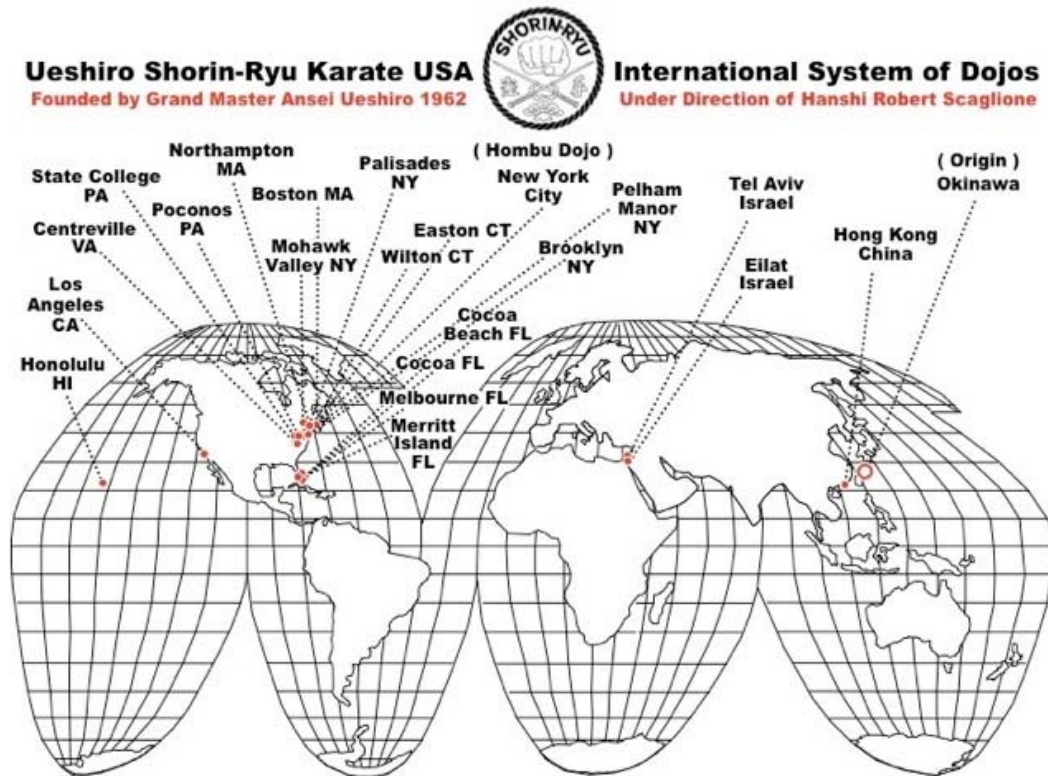 Ueshiro Shorin-Ryu Karate USA
Founded by Grand Master Ansei Ueshiro 1962
SHORIN-RYU
International System of Dojos
Under Direction of Hanshi Robert Scaglione
Northampton
MA
Palisades
NY
( Hombu Dojo )
New York
City
( Origin )
Okinawa
State College
PA
Boston MA
Pelham
Manor
NY
Tel Aviv
Israel
Poconos
PA
Centreville
VA
Mohawk
Valley NY
Easton CT
Wilton CT
Brooklyn
NY
Hong Kong
China
Eilat
Israel
Los
Angeles
CA
Cocoa
Beach FL
Honolulu
HI
Cocoa FL
Melbourne FL
Merritt
Island
FL